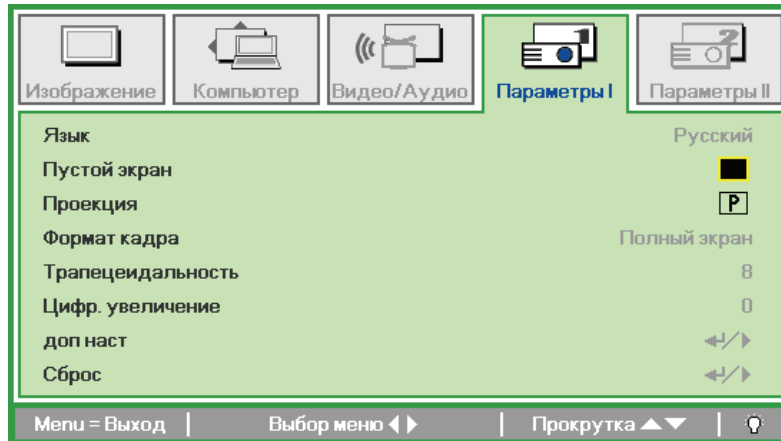 Изображение
Компьютер
Видео/Аудио
Параметры I
Параметры II
Язык Русский
Пустой экран
Проекция P
Формат кадра Полный экран
Трапецеидальность 8
Цифр. увеличение 0
доп наст
Сброс
Menu = Выход Выбор меню Прокрутка